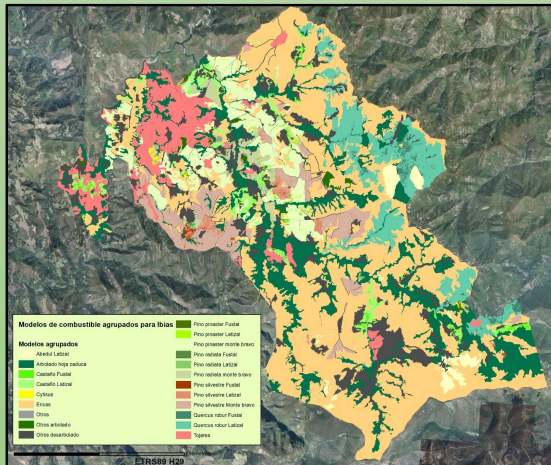 Modelos de combustible agrupados para Ibias
Modelos agrupados
Abedul Latizal
Arbolado hoja caduca
Castaño Fustal
Castaño Latizal
Cytisus
Ericas
Otros
Otros arbolado
Otros desarbolado
Pino pinaster Fustal
Pino pinaster Latizal
Pino pinaster monte bravo
Pino radiata Fustal
Pino radiata Latizal
Pino radiata monte bravo
Pino silvestre Fustal
Pino silvestre Latizal
Pino silvestre Monte bravo
Quercus robur Fustal
Quercus robur Latizal
Tojares
ETRS89 H29